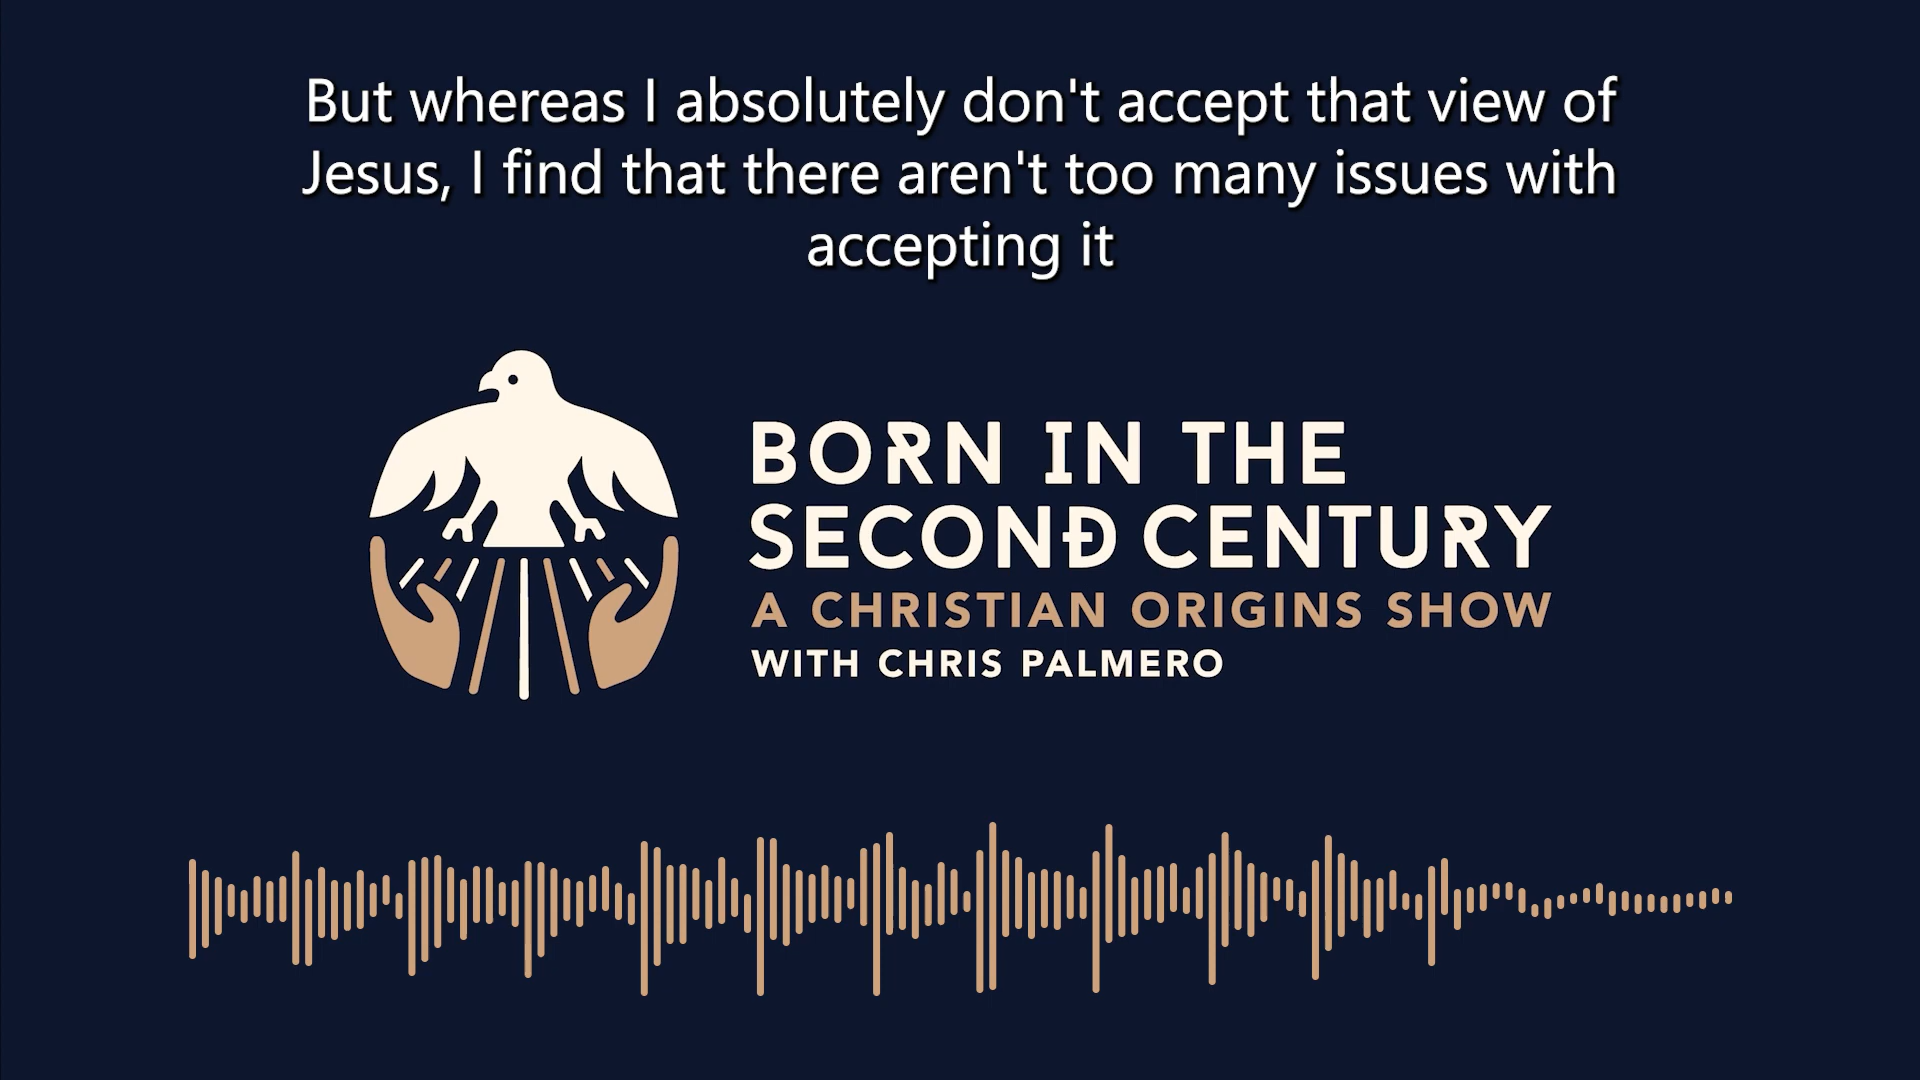 But whereas I absolutely don't accept that view of
Jesus, I find that there aren't too many issues with
accepting it
BORN IN THE
SECOND CENTURY
A CHRISTIAN ORIGINS SHOW
WITH CHRIS PALMERO